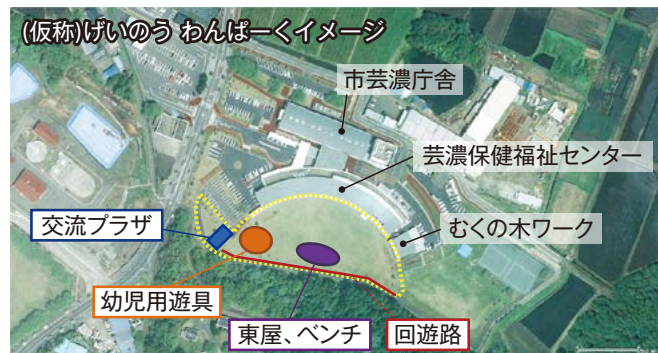 (仮称)げいのう わんぱーくイメージ
市芸濃庁舎
芸濃保健福祉センター
むくの木ワーク
交流プラザ
幼児用遊具
東屋、ベンチ
回遊路